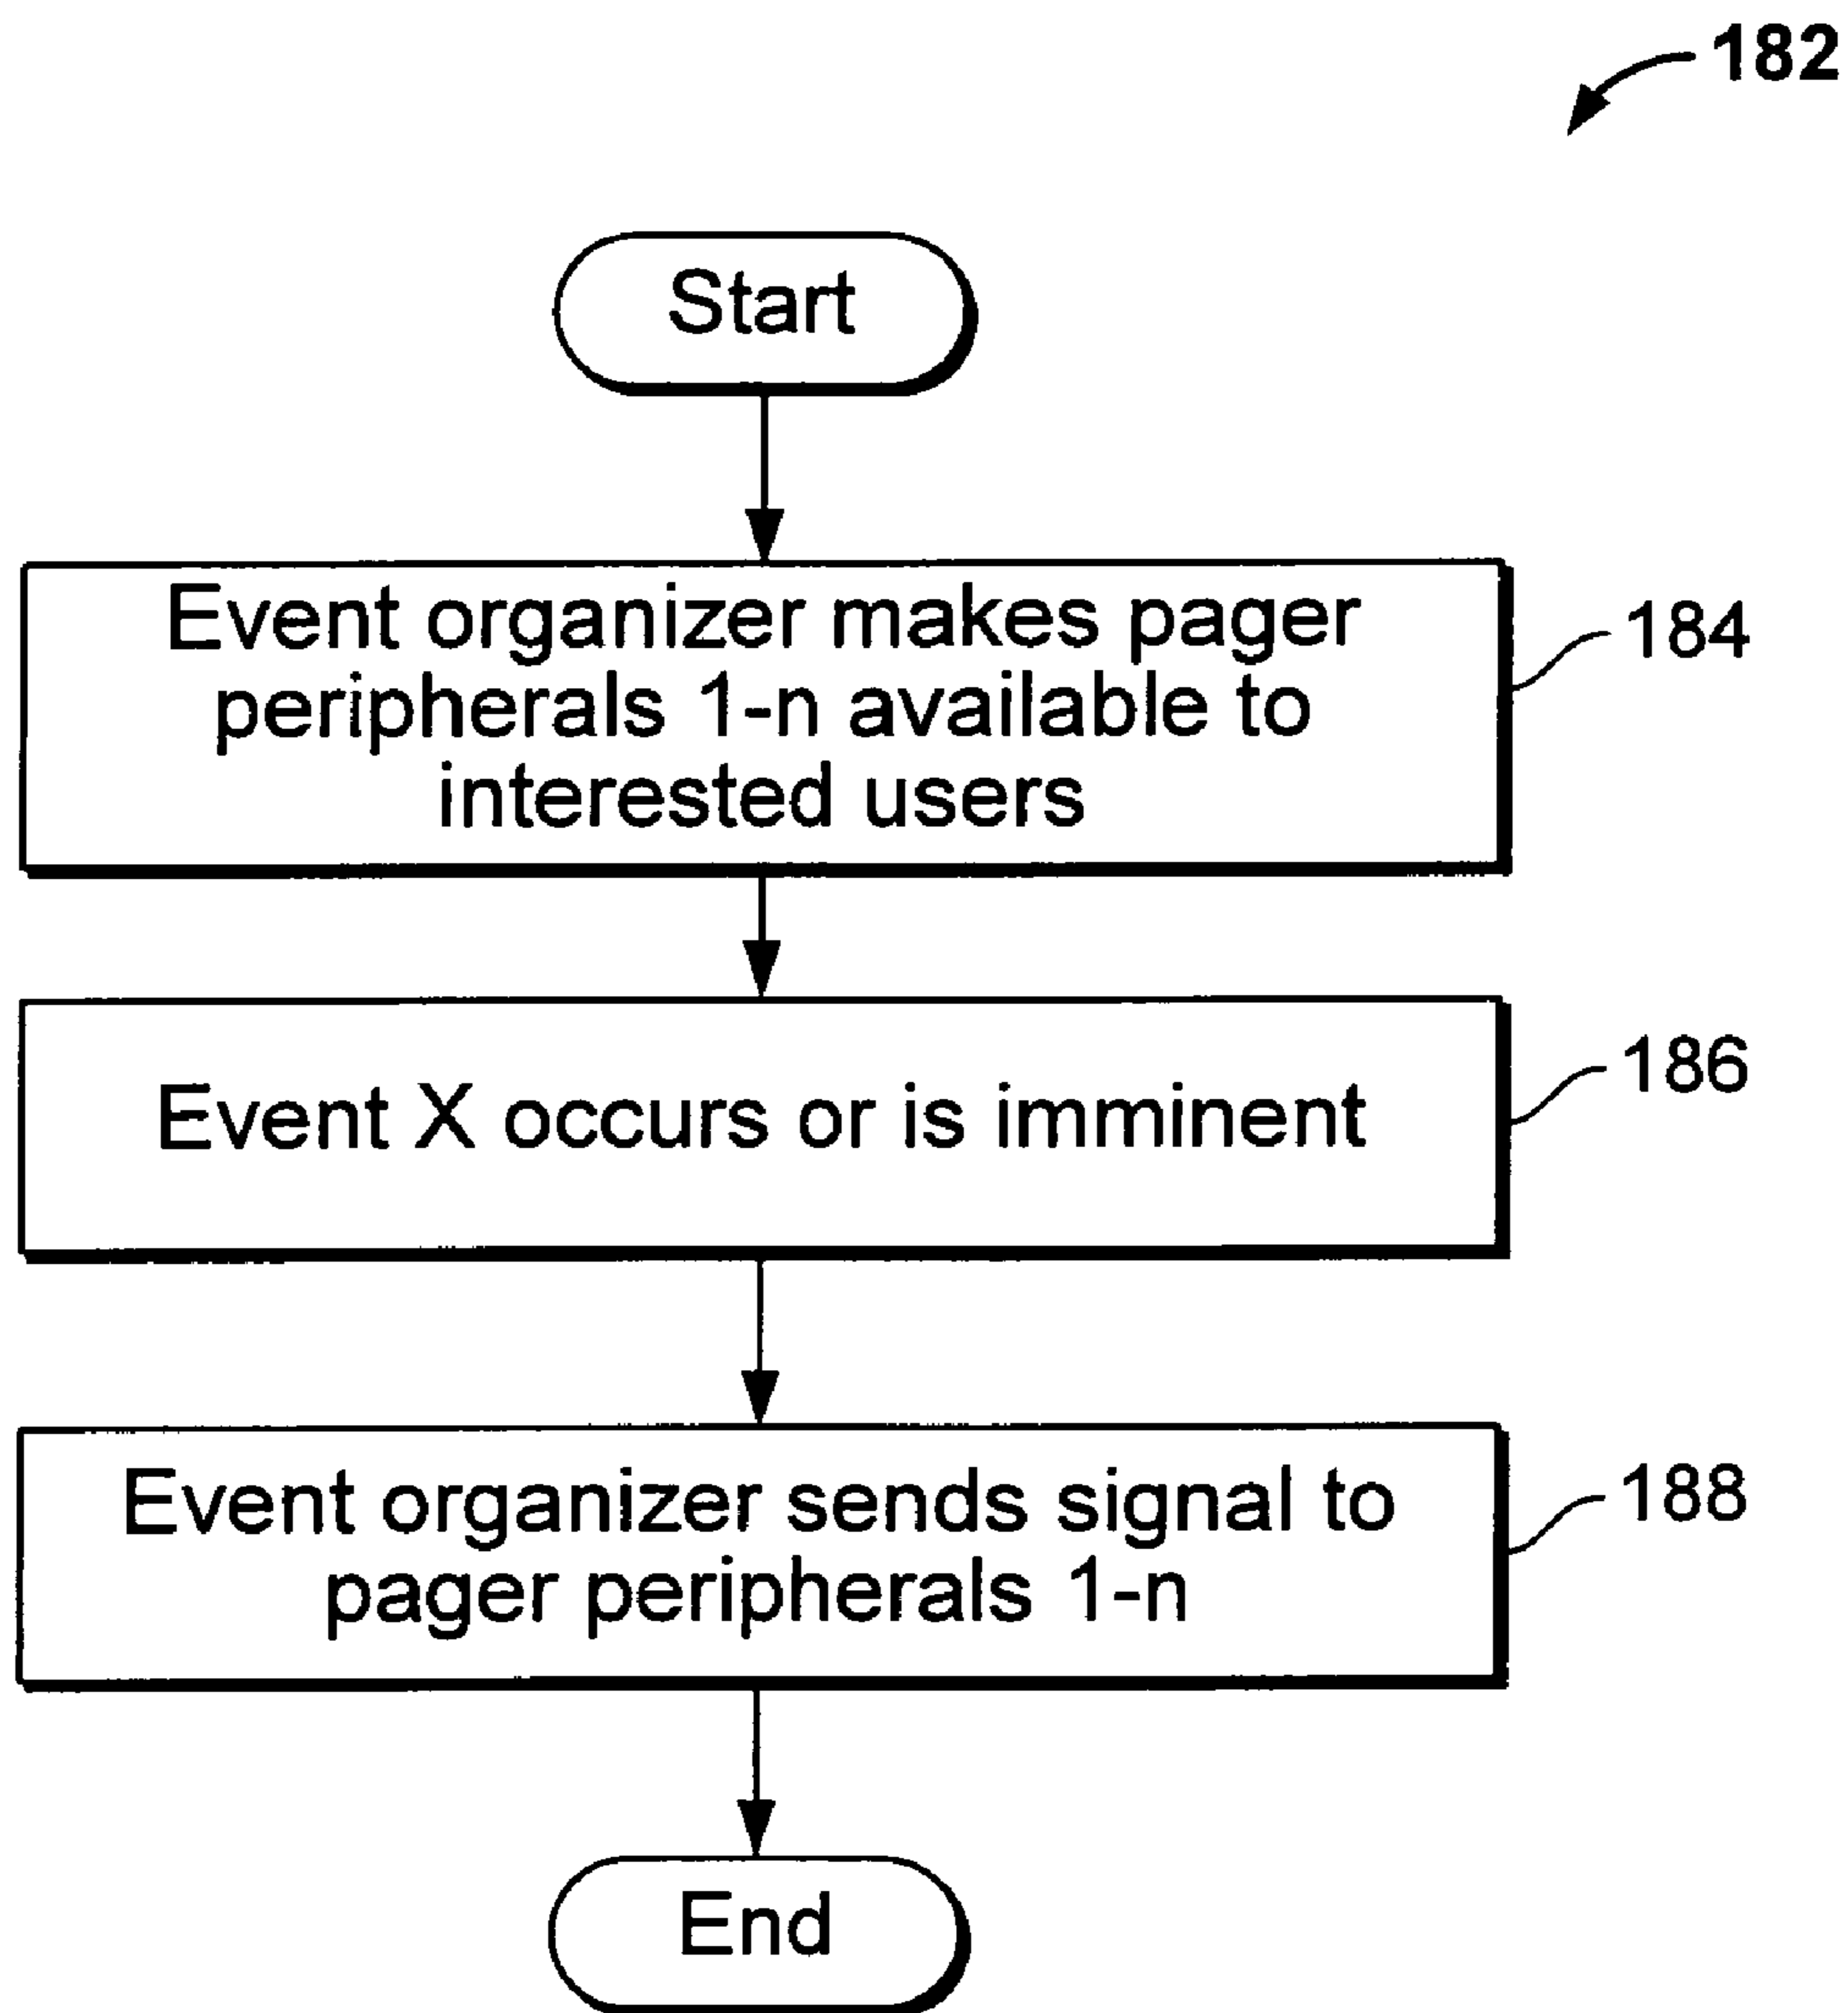 182
Start
Event organizer makes pager
peripherals 1-n available to
interested users
184
Event X occurs or is imminent
186
Event organizer sends signal to
pager peripherals 1-n
188
End